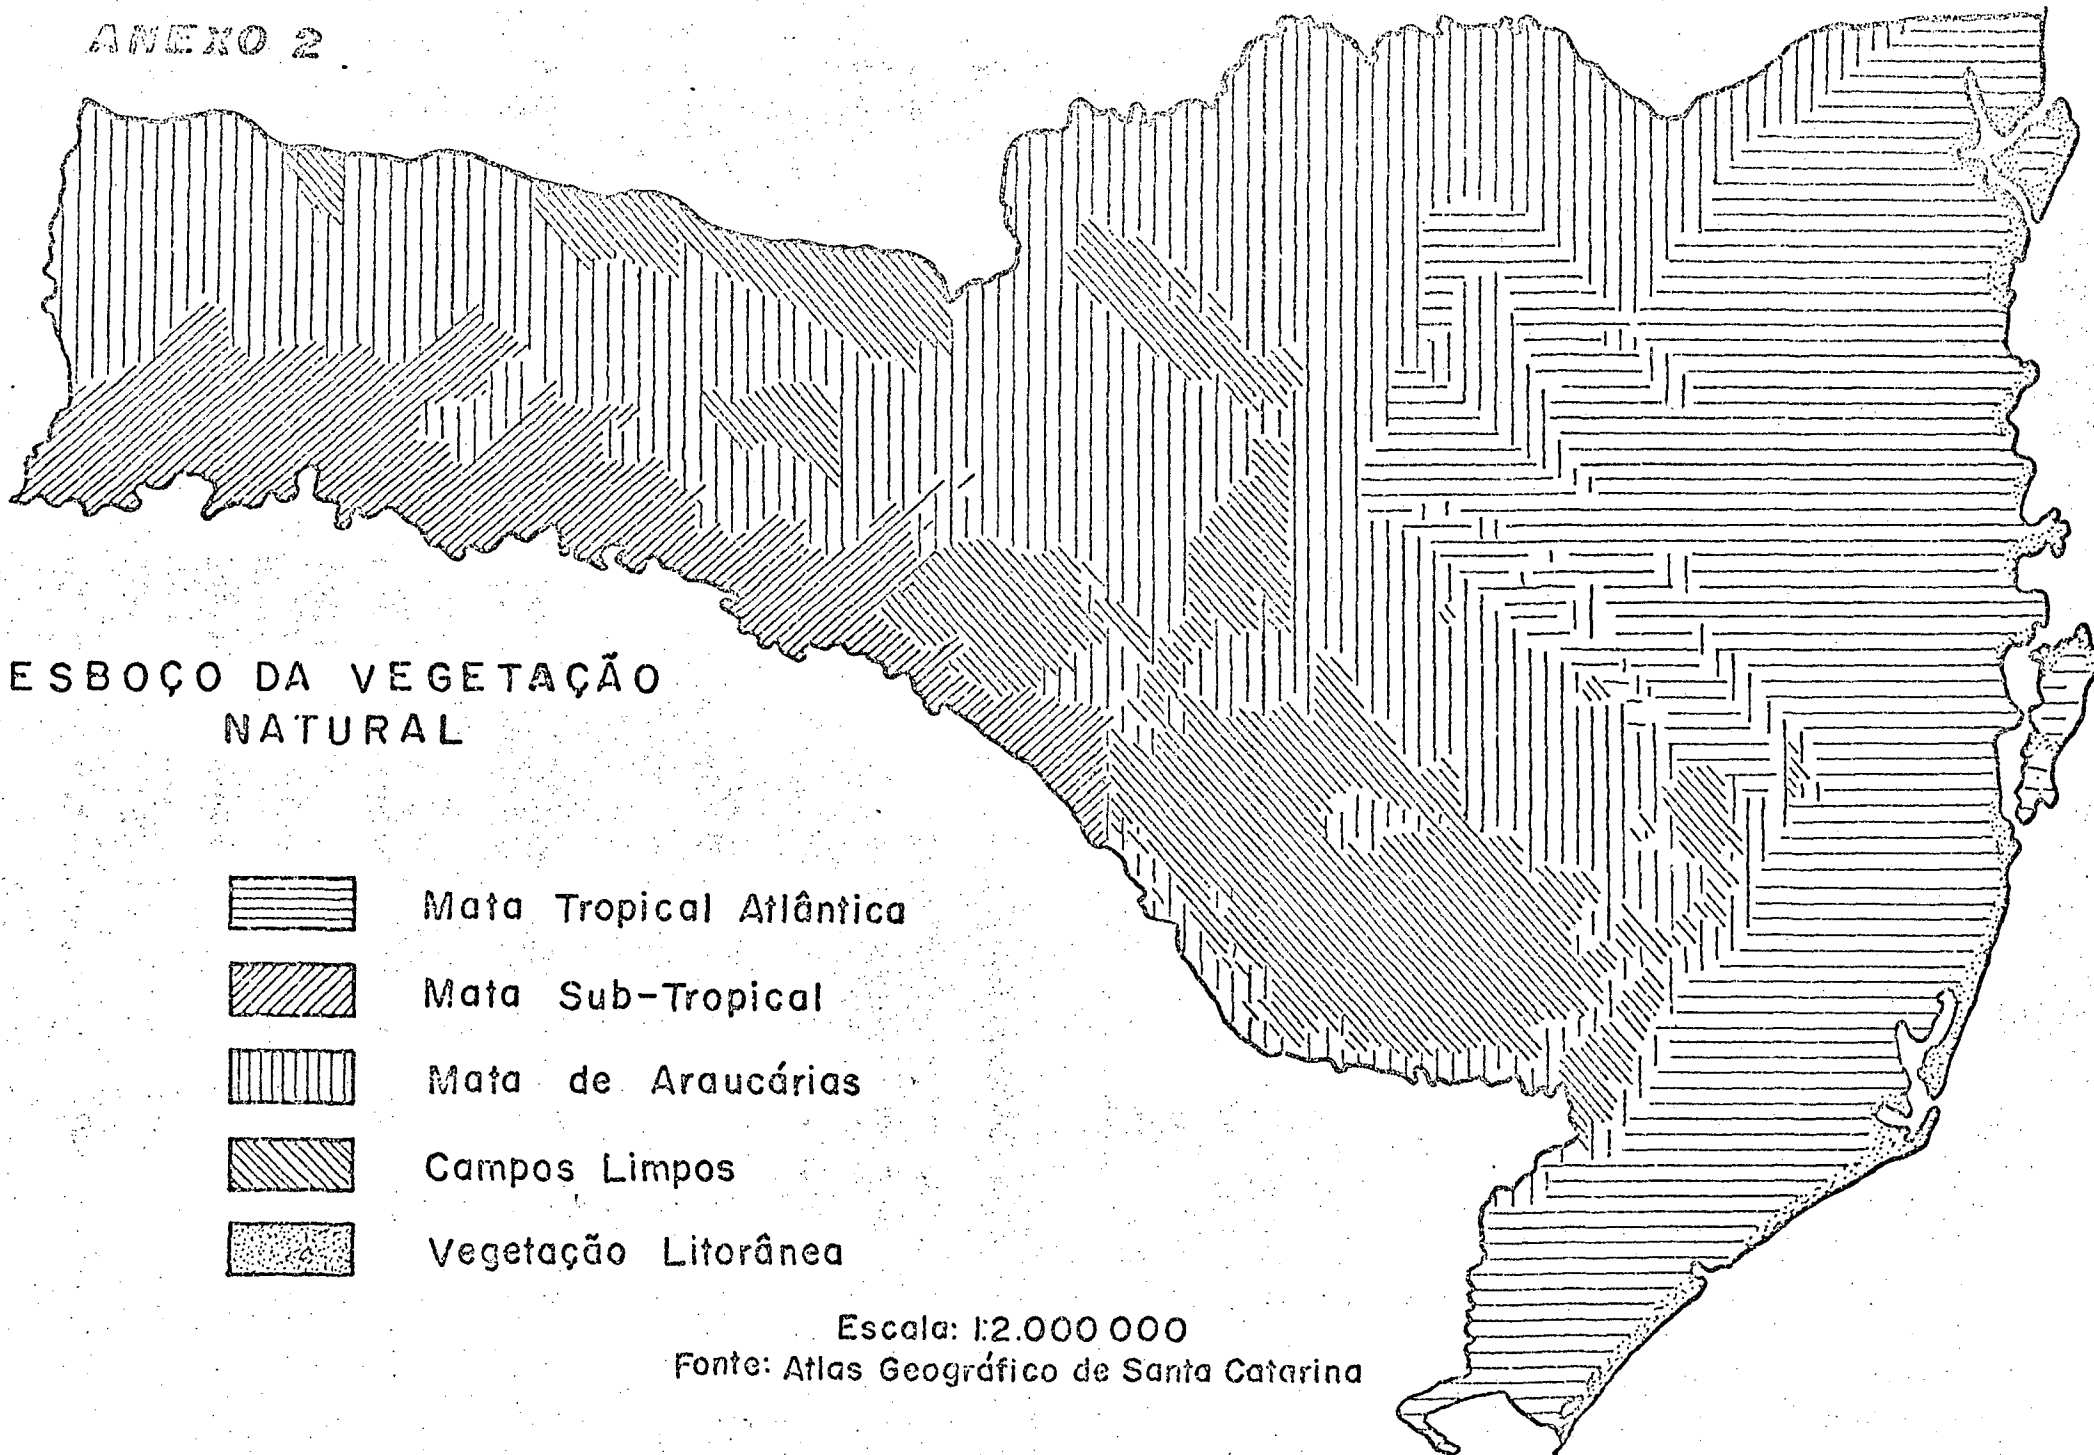 ANEXO 2
ESBOÇO DA VEGETAÇÃO
NATURAL
Mata Tropical Atlântica
Mata Sub-Tropical
Mata de Araucárias
Campos Limpos
Vegetação Litorânea
Escala: 1:2.000 000
Fonte: Atlas Geográfico de Santa Catarina